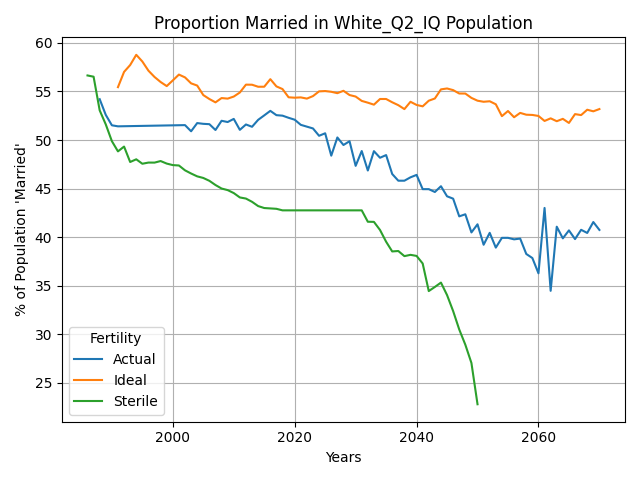 Proportion Married in White_Q2_IQ Population
% of Population 'Married'
60
55
50
45
40
35
30
25
Fertility
Actual
Ideal
Sterile
2000
2020
2040
2060
Years